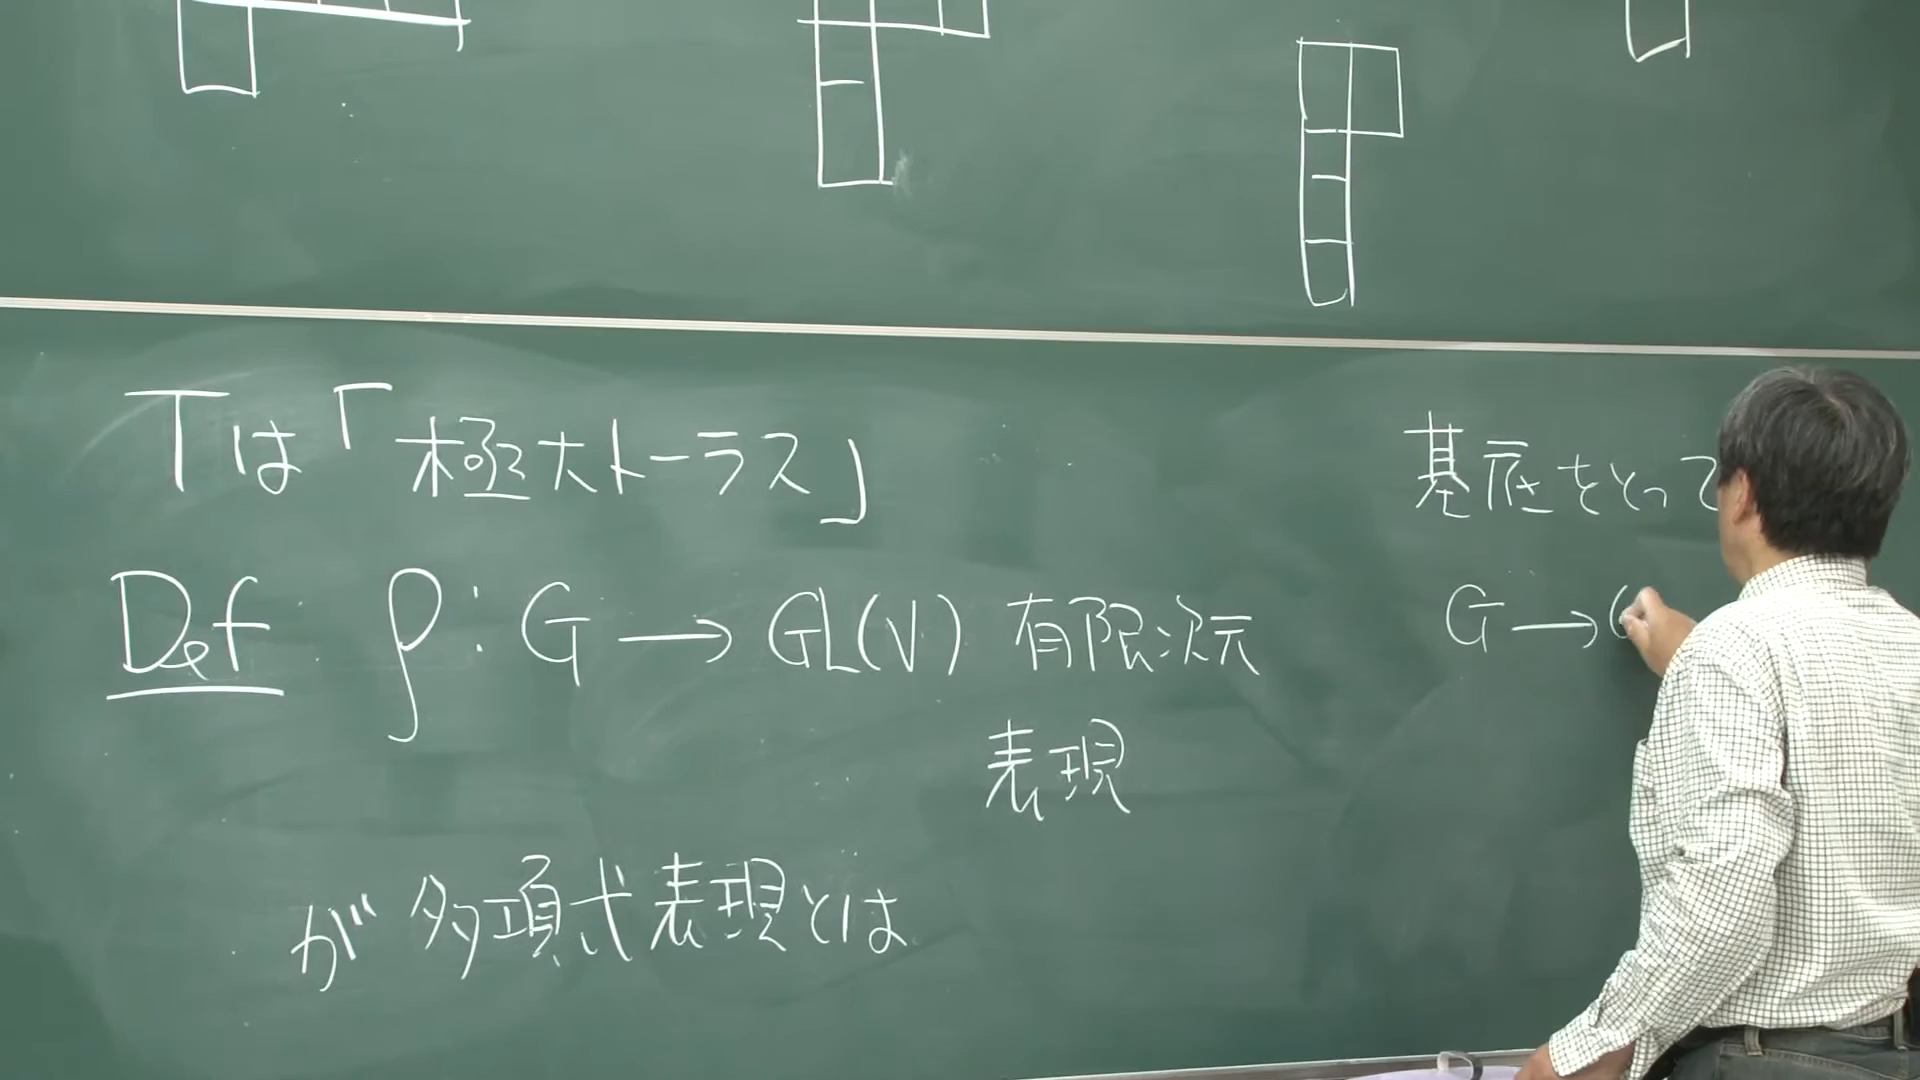 Tは「極大トーラス」
Def ρ: G → GL(V) 有限次元
表現
が多項式表現とは
基底をとって
G →